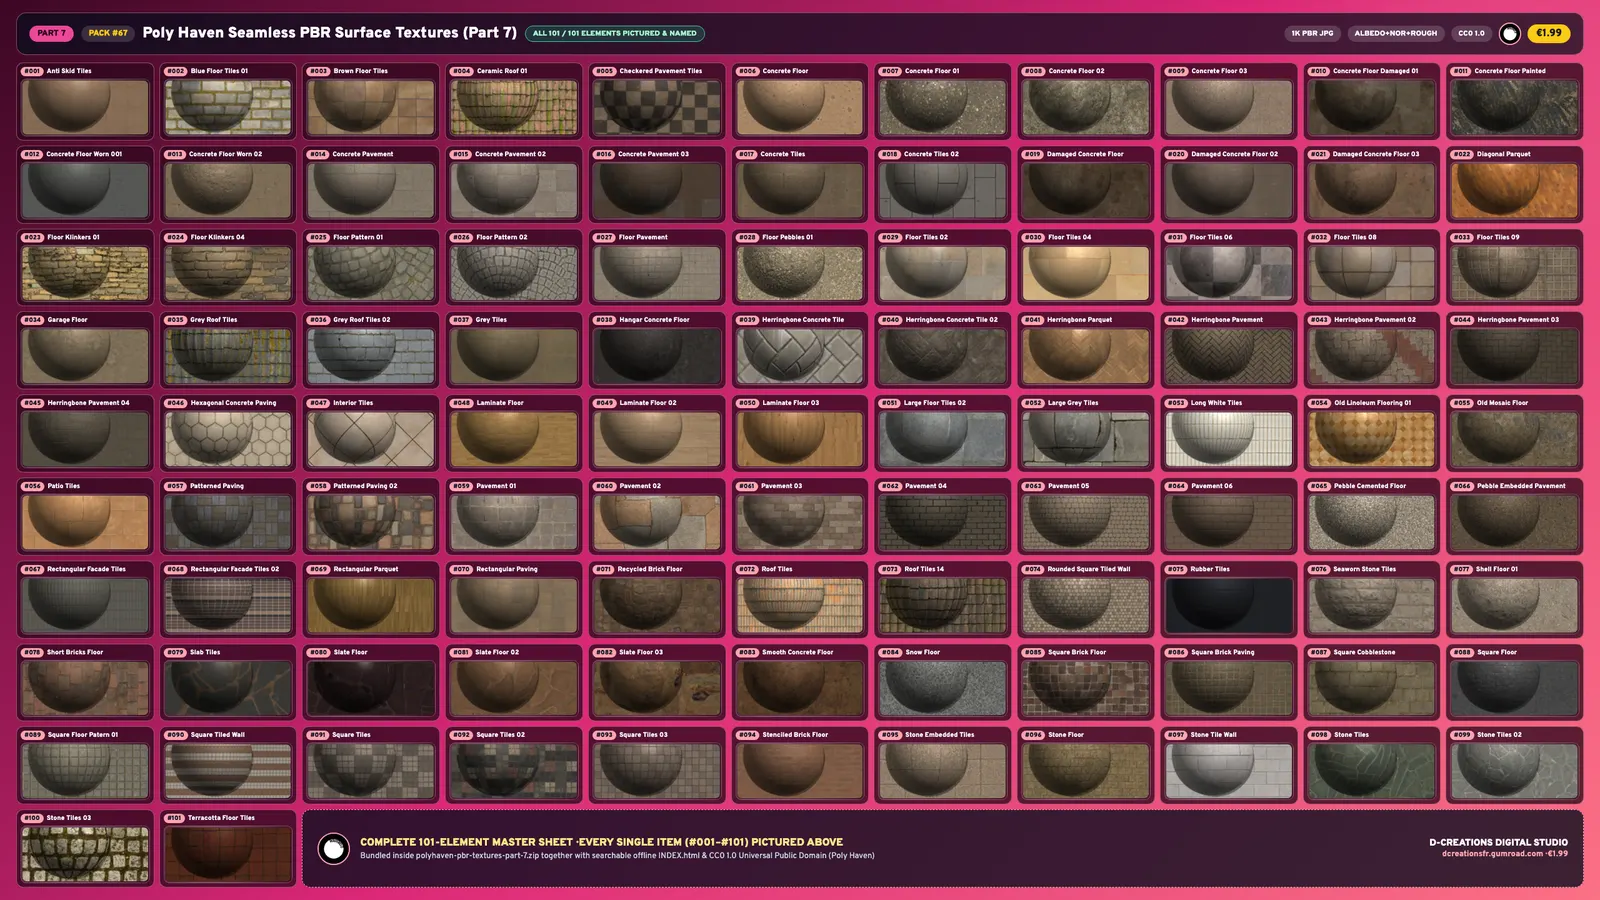 PART 7 PACK #67 Poly Haven Seamless PBR Surface Textures (Part 7) ALL 101 / 101 ELEMENTS PICTURED & NAMED 1K PBR JPG ALBEDO+NOR+ROUGH CC0 1.0 €1.99
#001 Anti Skid Tiles
#002 Blue Floor Tiles 01
#003 Brown Floor Tiles
#004 Ceramic Roof 01
#005 Checkered Pavement Tiles
#006 Concrete Floor
#007 Concrete Floor 01
#008 Concrete Floor 02
#009 Concrete Floor 03
#010 Concrete Floor Damaged 01
#011 Concrete Floor Painted
#012 Concrete Floor Worn 001
#013 Concrete Floor Worn 02
#014 Concrete Pavement
#015 Concrete Pavement 02
#016 Concrete Pavement 03
#017 Concrete Tiles
#018 Concrete Tiles 02
#019 Damaged Concrete Floor
#020 Damaged Concrete Floor 02
#021 Damaged Concrete Floor 03
#022 Diagonal Parquet
#023 Floor Klinkers 01
#024 Floor Klinkers 04
#025 Floor Pattern 01
#026 Floor Pattern 02
#027 Floor Pavement
#028 Floor Pebbles 01
#029 Floor Tiles 02
#030 Floor Tiles 04
#031 Floor Tiles 06
#032 Floor Tiles 08
#033 Floor Tiles 09
#034 Garage Floor
#035 Grey Roof Tiles
#036 Grey Roof Tiles 02
#037 Grey Tiles
#038 Hangar Concrete Floor
#039 Herringbone Concrete Tile
#040 Herringbone Concrete Tile 02
#041 Herringbone Parquet
#042 Herringbone Pavement
#043 Herringbone Pavement 02
#044 Herringbone Pavement 03
#045 Herringbone Pavement 04
#046 Hexagonal Concrete Paving
#047 Interior Tiles
#048 Laminate Floor
#049 Laminate Floor 02
#050 Laminate Floor 03
#051 Large Floor Tiles 02
#052 Large Grey Tiles
#053 Long White Tiles
#054 Old Linoleum Flooring 01
#055 Old Mosaic Floor
#056 Patio Tiles
#057 Patterned Paving
#058 Patterned Paving 02
#059 Pavement 01
#060 Pavement 02
#061 Pavement 03
#062 Pavement 04
#063 Pavement 05
#064 Pavement 06
#065 Pebble Cemented Floor
#066 Pebble Embedded Pavement
#067 Rectangular Facade Tiles
#068 Rectangular Facade Tiles 02
#069 Rectangular Parquet
#070 Rectangular Paving
#071 Recycled Brick Floor
#072 Roof Tiles
#073 Roof Tiles 14
#074 Rounded Square Tiled Wall
#075 Rubber Tiles
#076 Seaworn Stone Tiles
#077 Shell Floor 01
#078 Short Bricks Floor
#079 Slab Tiles
#080 Slate Floor
#081 Slate Floor 02
#082 Slate Floor 03
#083 Smooth Concrete Floor
#084 Snow Floor
#085 Square Brick Floor
#086 Square Brick Paving
#087 Square Cobblestone
#088 Square Floor
#089 Square Floor Patern 01
#090 Square Tiled Wall
#091 Square Tiles
#092 Square Tiles 02
#093 Square Tiles 03
#094 Stenciled Brick Floor
#095 Stone Embedded Tiles
#096 Stone Floor
#097 Stone Tile Wall
#098 Stone Tiles
#099 Stone Tiles 02
#100 Stone Tiles 03
#101 Terracotta Floor Tiles
COMPLETE 101-ELEMENT MASTER SHEET · EVERY SINGLE ITEM (#001–#101) PICTURED ABOVE
Bundled inside polyhaven-pbr-textures-part-7.zip together with searchable offline INDEX.html & CC0 1.0 Universal Public Domain (Poly Haven)
D-CREATIONS DIGITAL STUDIO
dcreationsfr.gumroad.com · €1.99